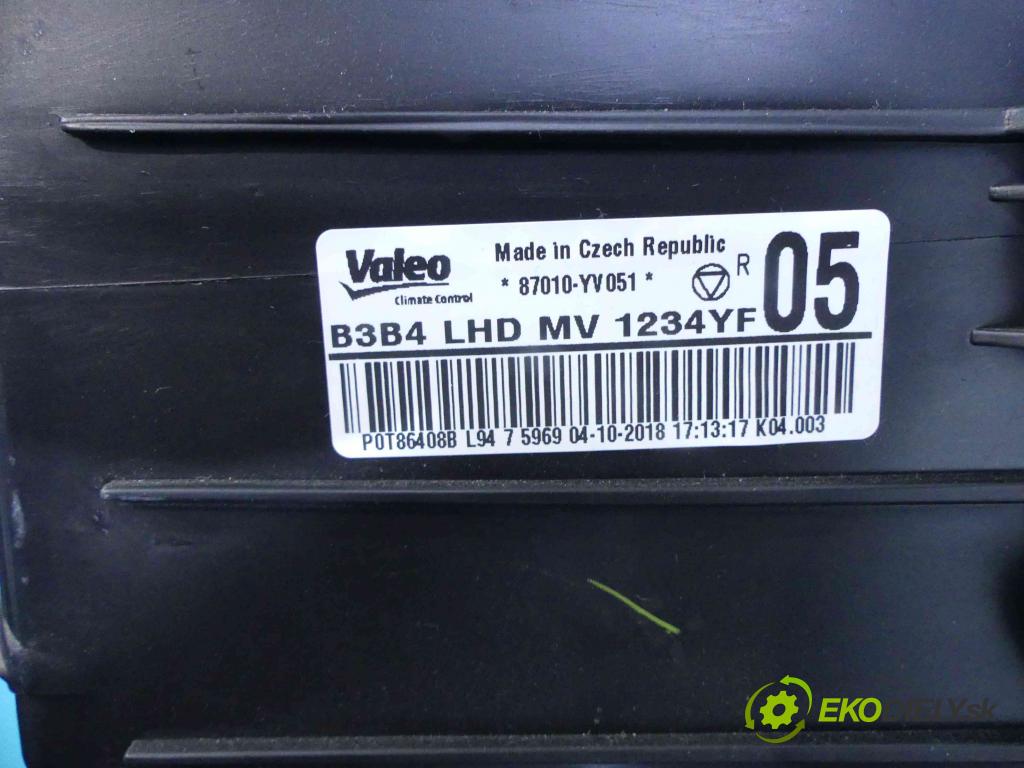 Valeo
Climate Control
Made in Czech Republic
* 87010-YV051 *
R
05
B3B4 LHD MV 1234YF
P0T86408B L94 7 5969 04-10-2018 17:13:17 K04.003
EKODIELY.sk